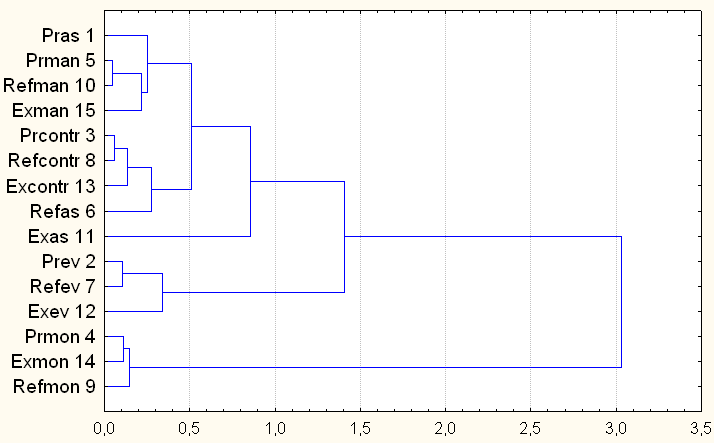 Pras 1
Prman 5
Refman 10
Exman 15
Prcontr 3
Refcontr 8
Excontr 13
Refas 6
Exas 11
Prev 2
Refev 7
Exev 12
Prmon 4
Exmon 14
Refmon 9
0,0 0,5 1,0 1,5 2,0 2,5 3,0 3,5